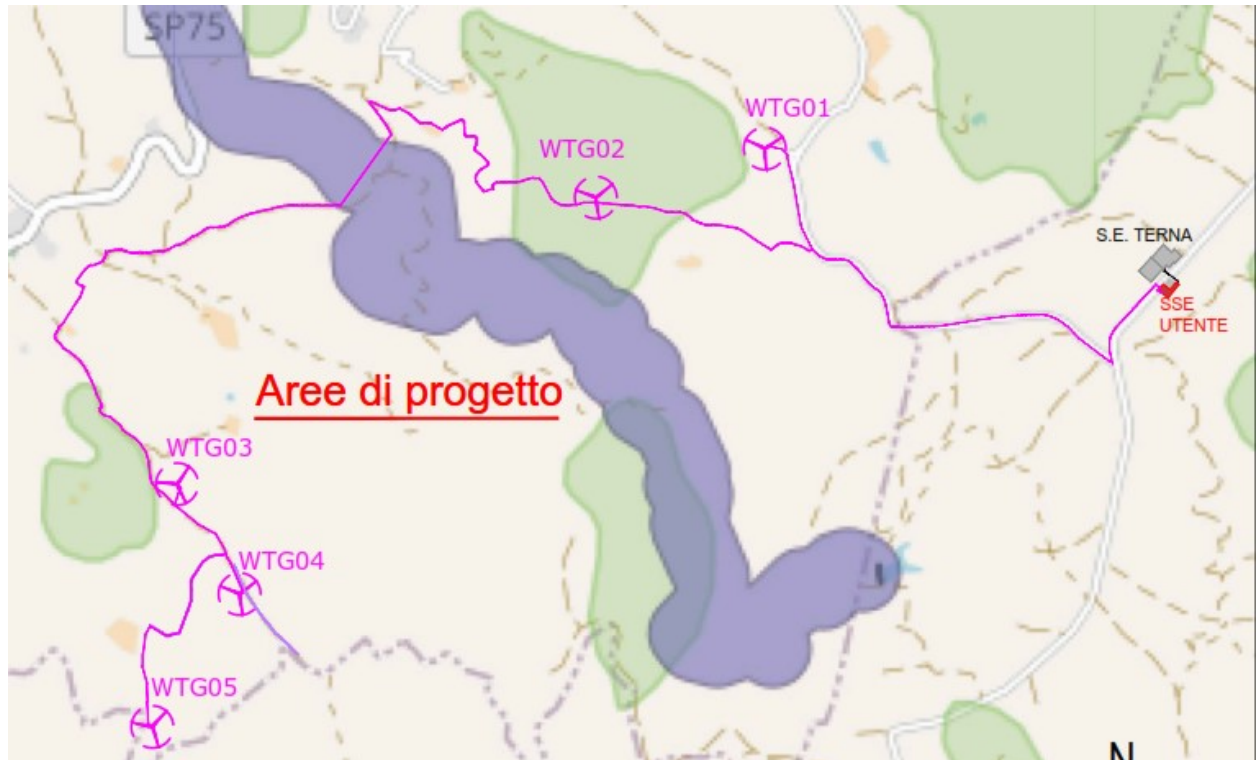 SP75
WTG01
WTG02
S.E. TERNA
SSE
UTENTE
Aree di progetto
WTG03
WTG04
WTG05
N